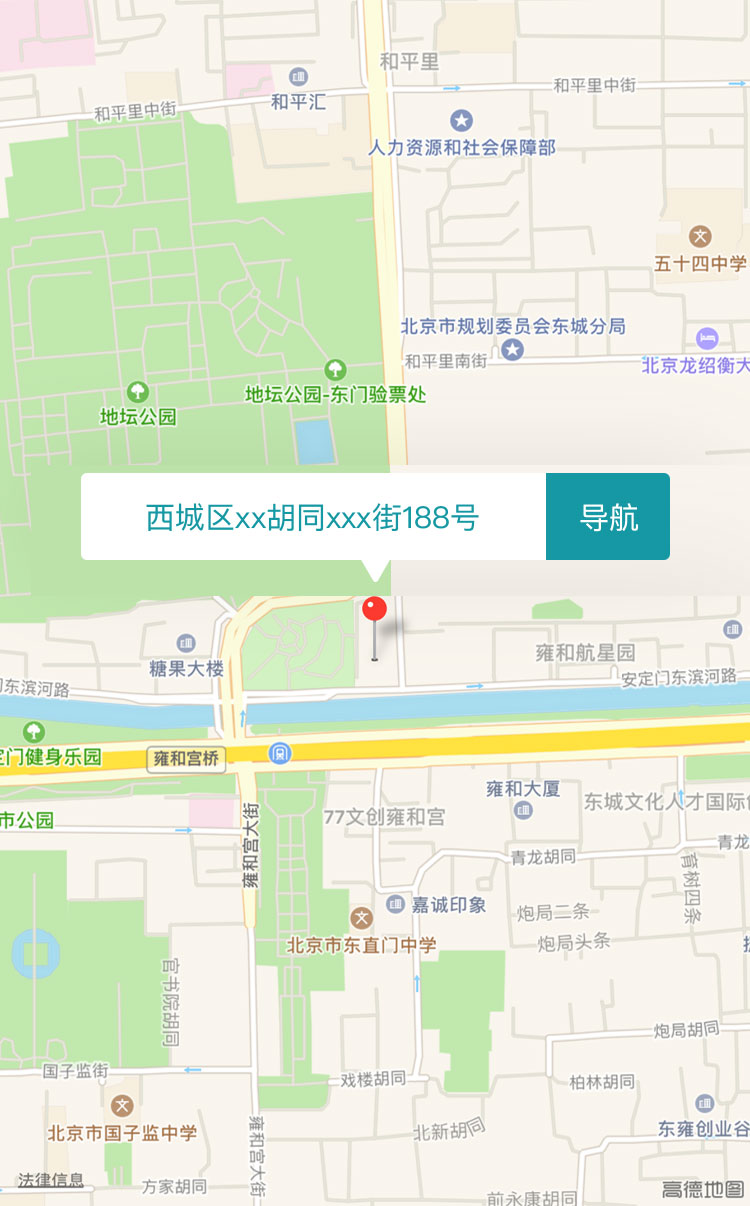 和平里
和平里中街
和平汇
和平里中街
人力资源和社会保障部
五十四中学
北京市规划委员会东城分局
和平里南街
北京龙绍衡大
地坛公园-东门验票处
地坛公园
西城区xx胡同xxx街188号
导航
糖果大楼
雍和航星园
东滨河路
安定门东滨河路
门健身乐园
雍和宫桥
雍和大厦
东城文化人才国际
77文创雍和宫
市公园
雍和宫大街
青龙
青龙胡同
育树四条
嘉诚印象
炮局二条
北京市东直门中学
炮局头条
官书院胡同
炮局胡同
国子监街
戏楼胡同
柏林胡同
北京市国子监中学
雍和宫大街
北新胡同
东雍创业谷
法律信息
方家胡同
前永康胡同
高德地图